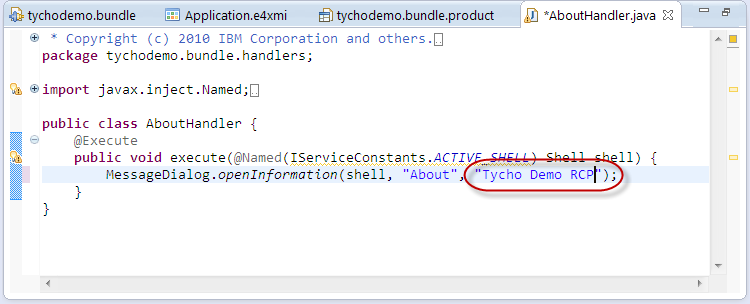 tychodemo.bundle Application.e4xmi tychodemo.bundle.product *AboutHandler.java
* Copyright (c) 2010 IBM Corporation and others.
package tychodemo.bundle.handlers;
import javax.inject.Named;
public class AboutHandler {
@Execute
public void execute(@Named(IServiceConstants.ACTIVE_SHELL) Shell shell) {
MessageDialog.openInformation(shell, "About", "Tycho Demo RCP");
}
}